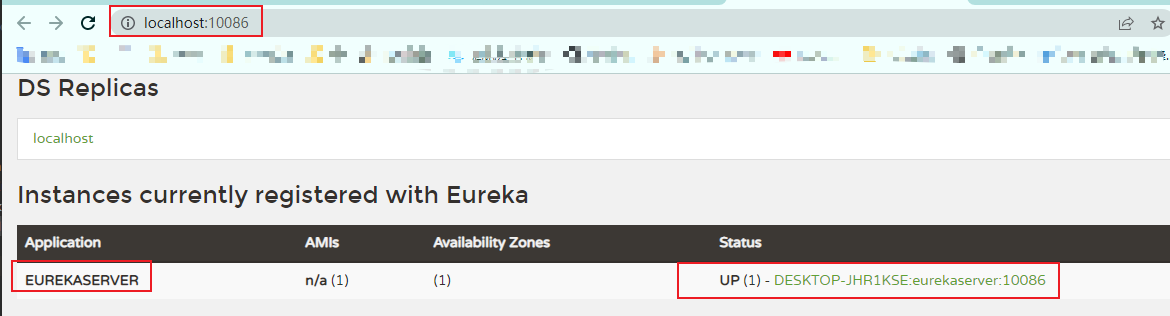 localhost:10086
DS Replicas
localhost
Instances currently registered with Eureka
Application AMIs Availability Zones Status
EUREKASERVER n/a (1) (1) UP (1) - DESKTOP-JHR1KSE:eurekaserver:10086